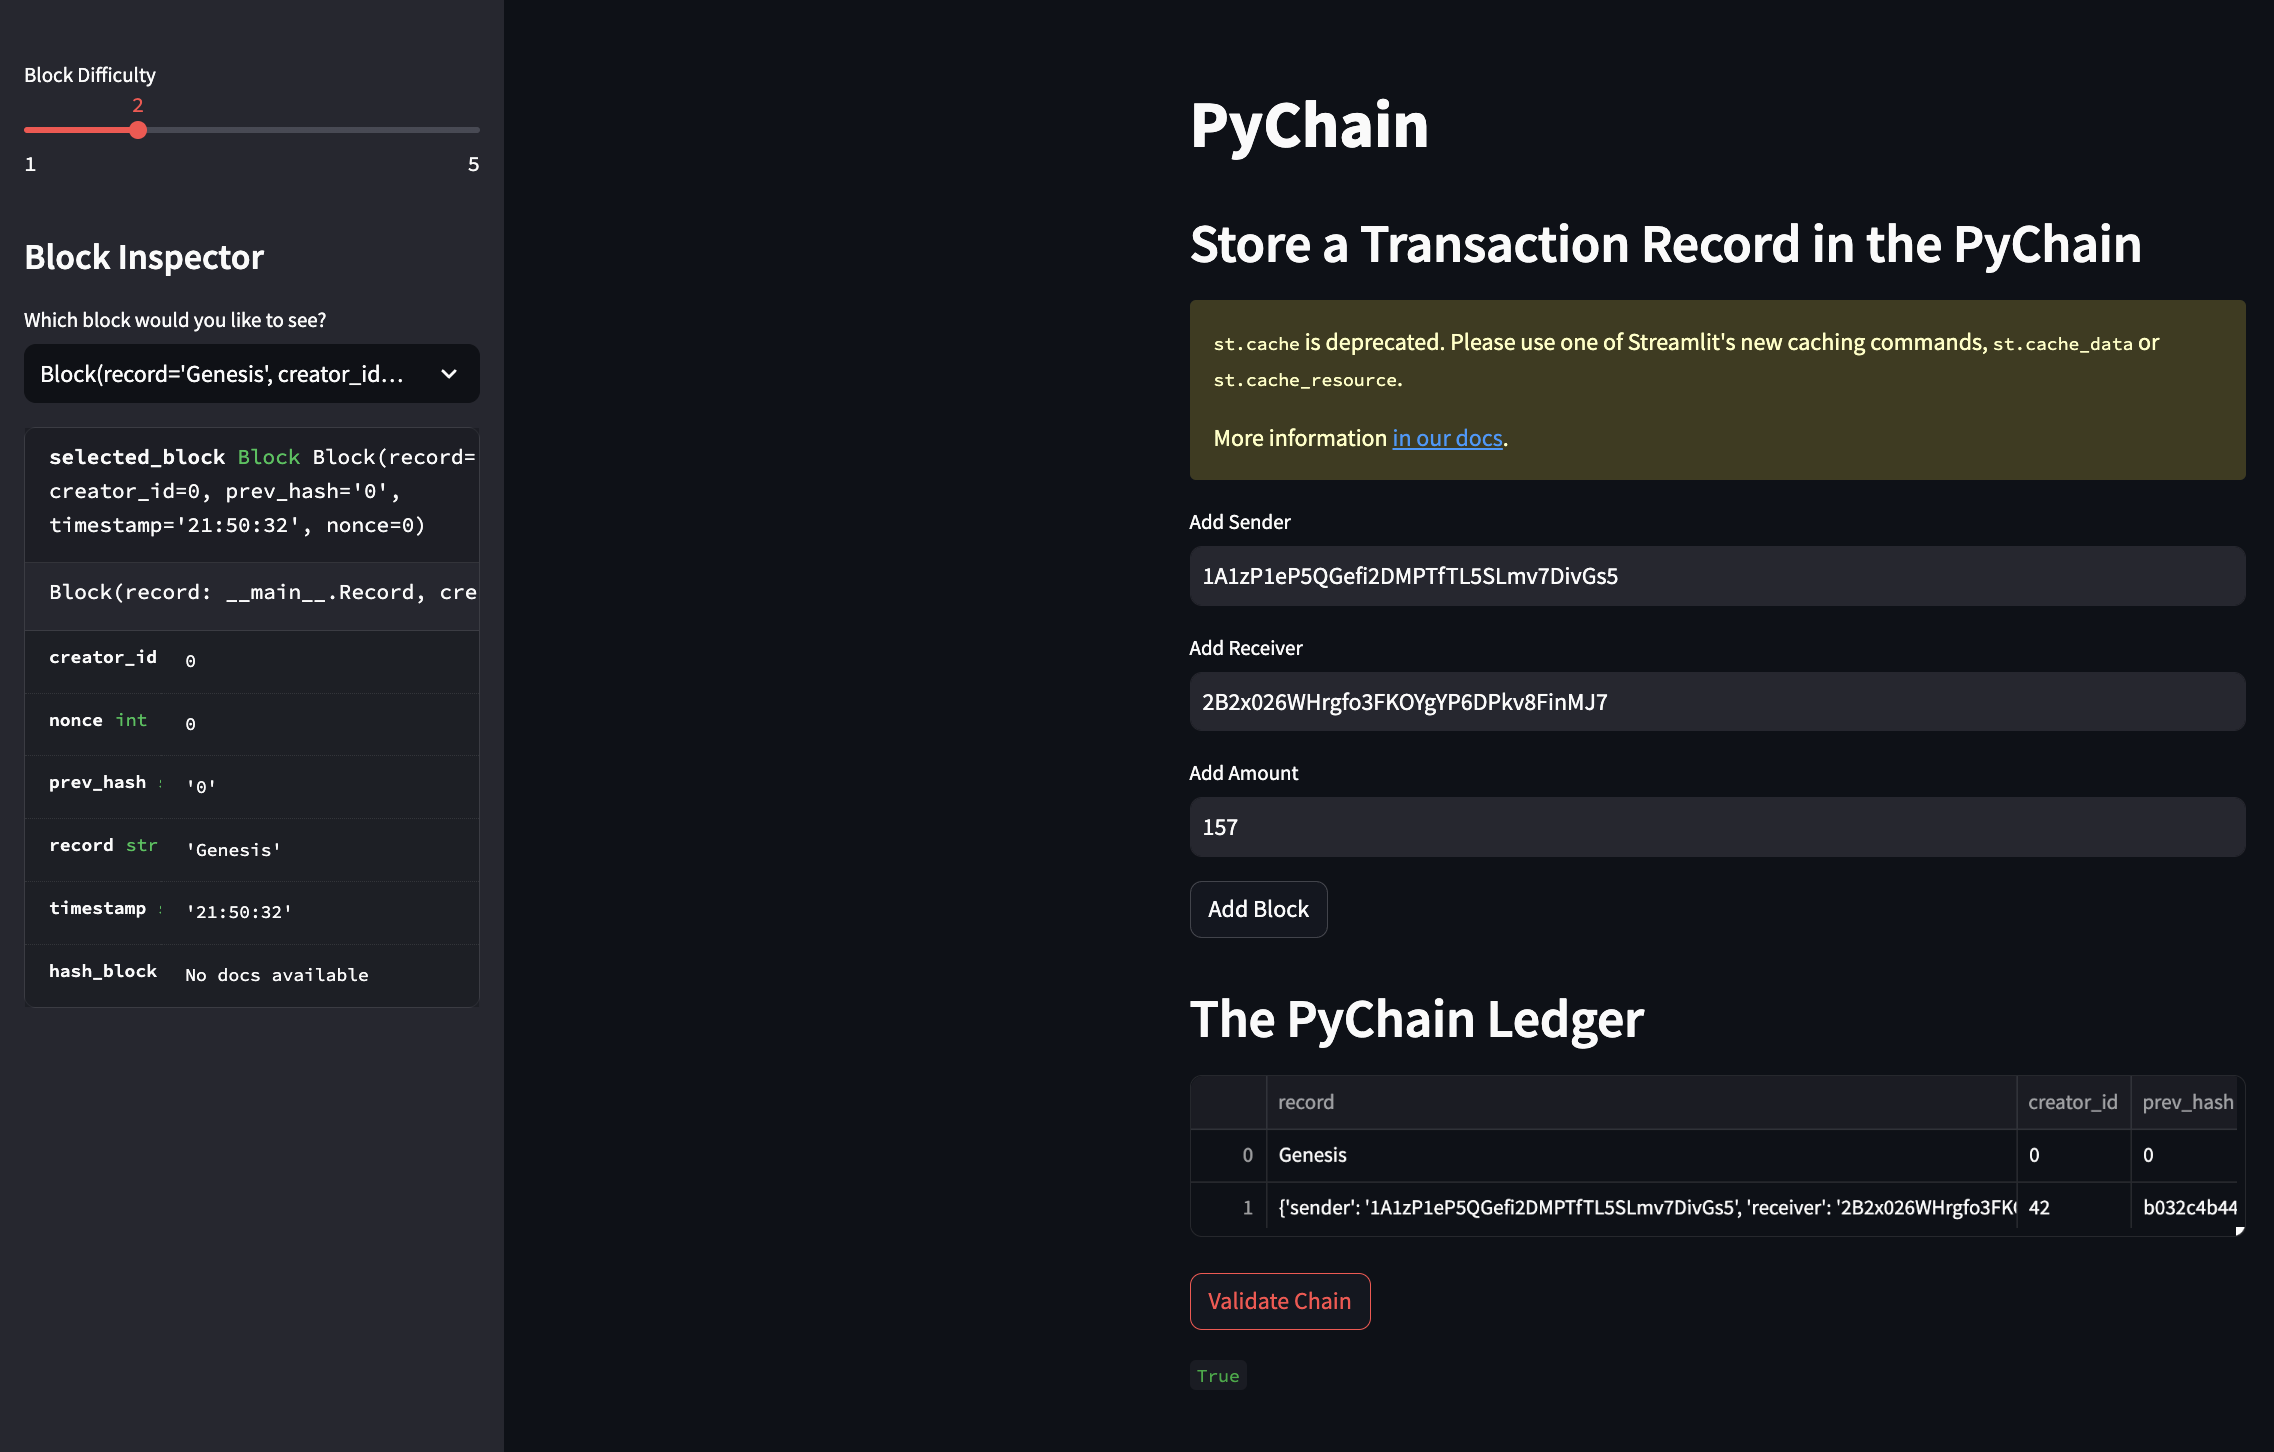 Block Difficulty
2
1 5
Block Inspector
Which block would you like to see?
Block(record='Genesis', creator_id...
selected_block Block Block(record=
creator_id=0, prev_hash='0',
timestamp='21:50:32', nonce=0)
Block(record: __main__.Record, cre
creator_id 0
nonce int 0
prev_hash '0'
record str 'Genesis'
timestamp '21:50:32'
hash_block No docs available
PyChain
Store a Transaction Record in the PyChain
st.cache is deprecated. Please use one of Streamlit's new caching commands, st.cache_data or
st.cache_resource.
More information in our docs.
Add Sender
1A1zP1eP5QGefi2DMPTfTL5SLmv7DivGs5
Add Receiver
2B2x026WHrgfo3FKOYgYP6DPkv8FinMJ7
Add Amount
157
Add Block
The PyChain Ledger
record creator_id prev_hash
0 Genesis 0 0
1 {'sender': '1A1zP1eP5QGefi2DMPTfTL5SLmv7DivGs5', 'receiver': '2B2x026WHrgfo3FK 42 b032c4b44
Validate Chain
True